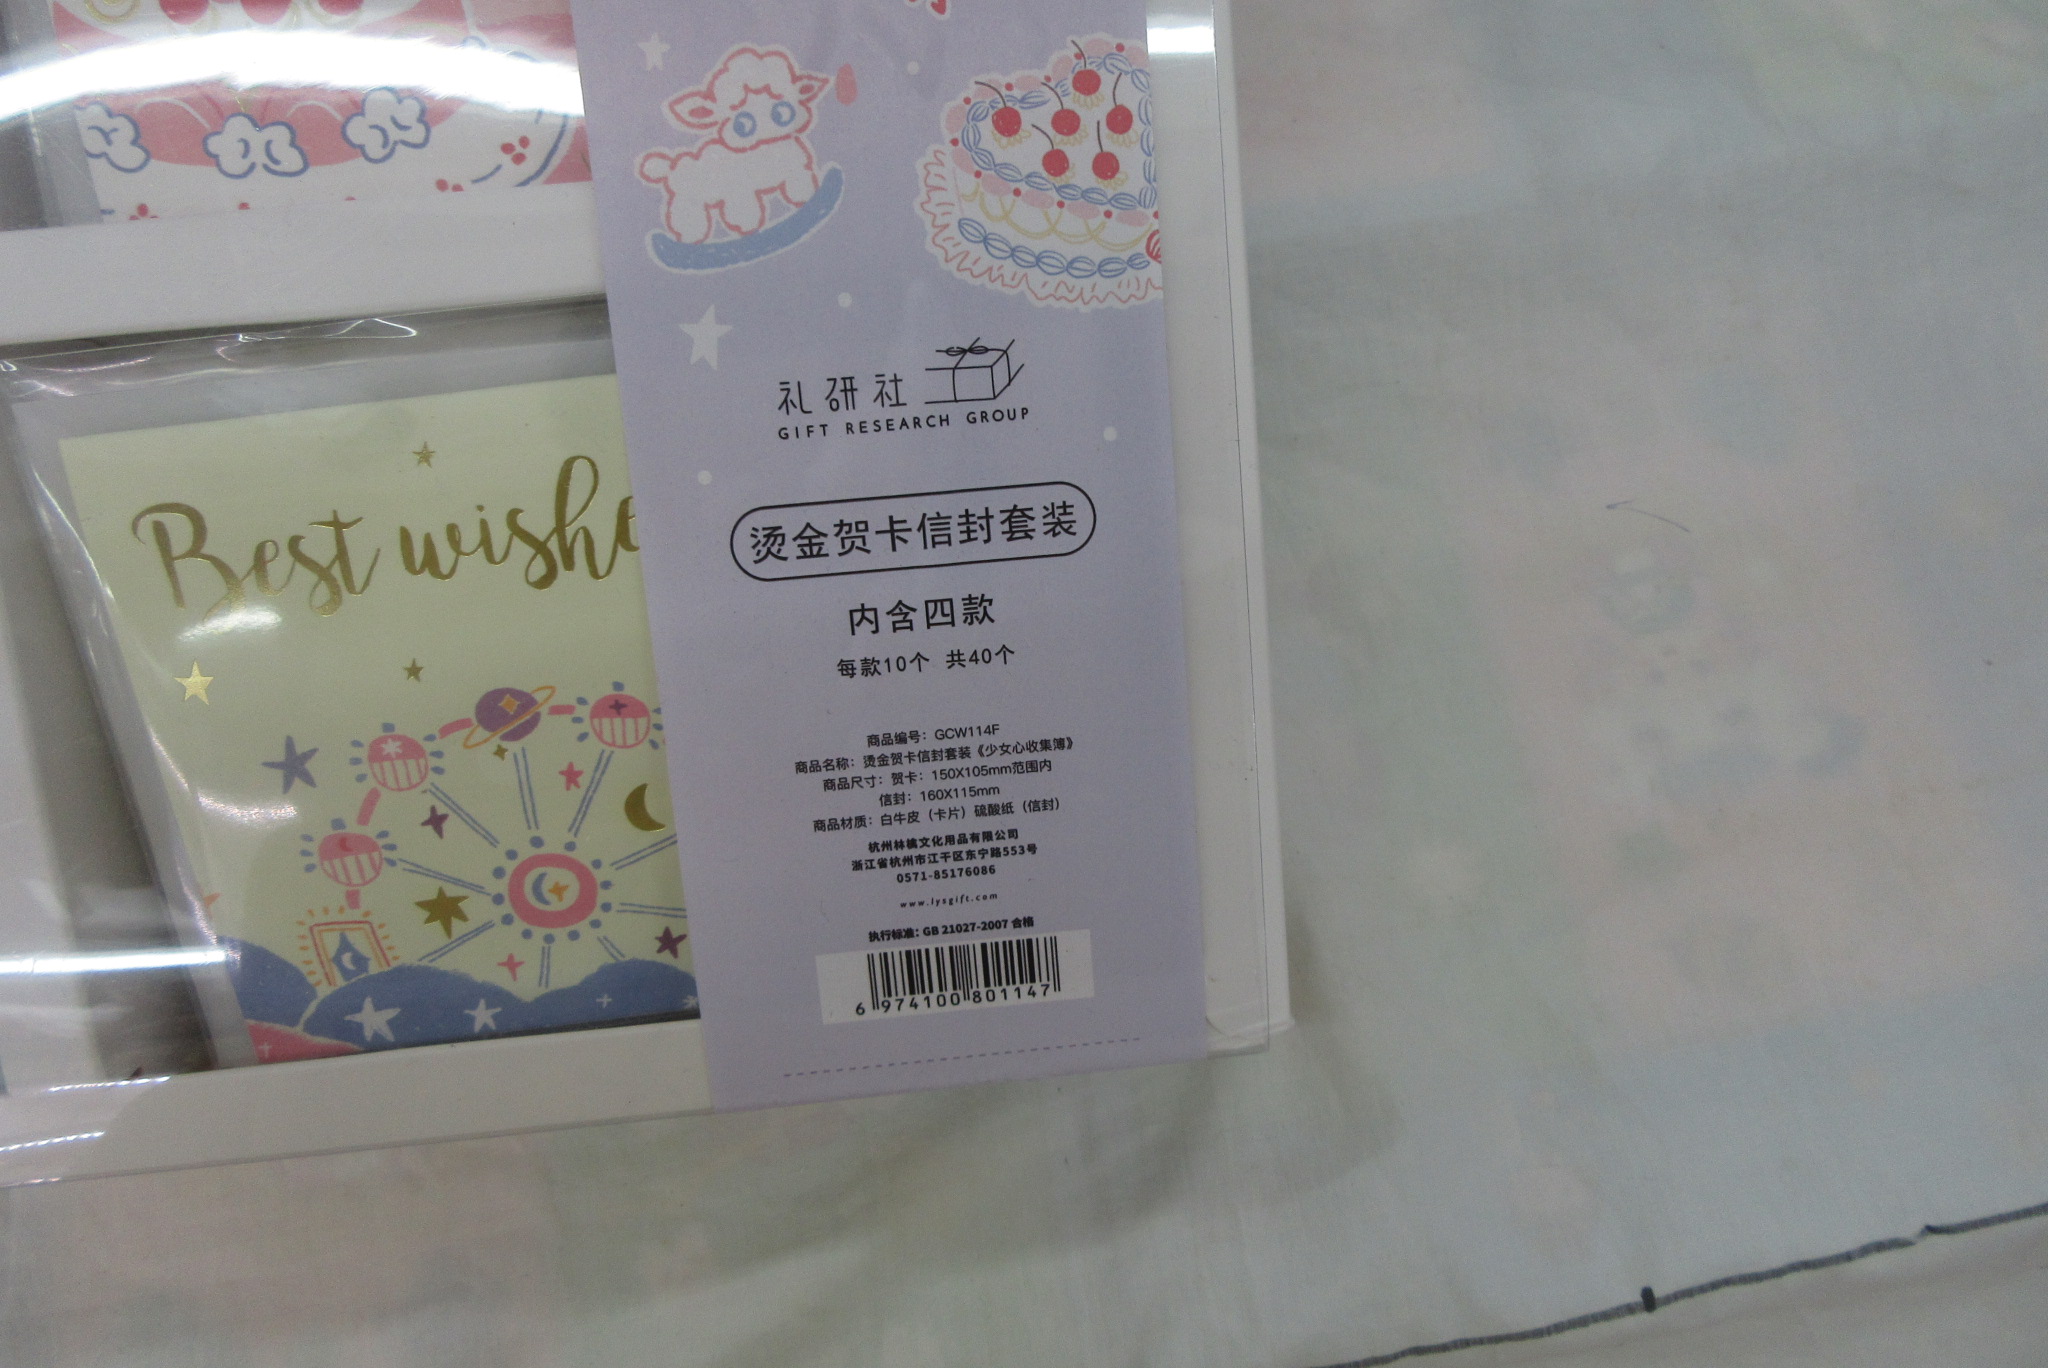 礼研社
GIFT RESEARCH GROUP
烫金贺卡信封套装
内含四款
每款10个 共40个
商品编号：GCW114F
商品名称：烫金贺卡信封套装《少女心收集簿》
商品尺寸：贺卡：150X105mm范围内
信封：160X115mm
商品材质：白牛皮（卡片）硫酸纸（信封）
杭州林檎文化用品有限公司
浙江省杭州市江干区东宁路553号
0571-85176086
www.lysgift.com
执行标准：GB 21027-2007 合格
6 974100 801147
Best wishe